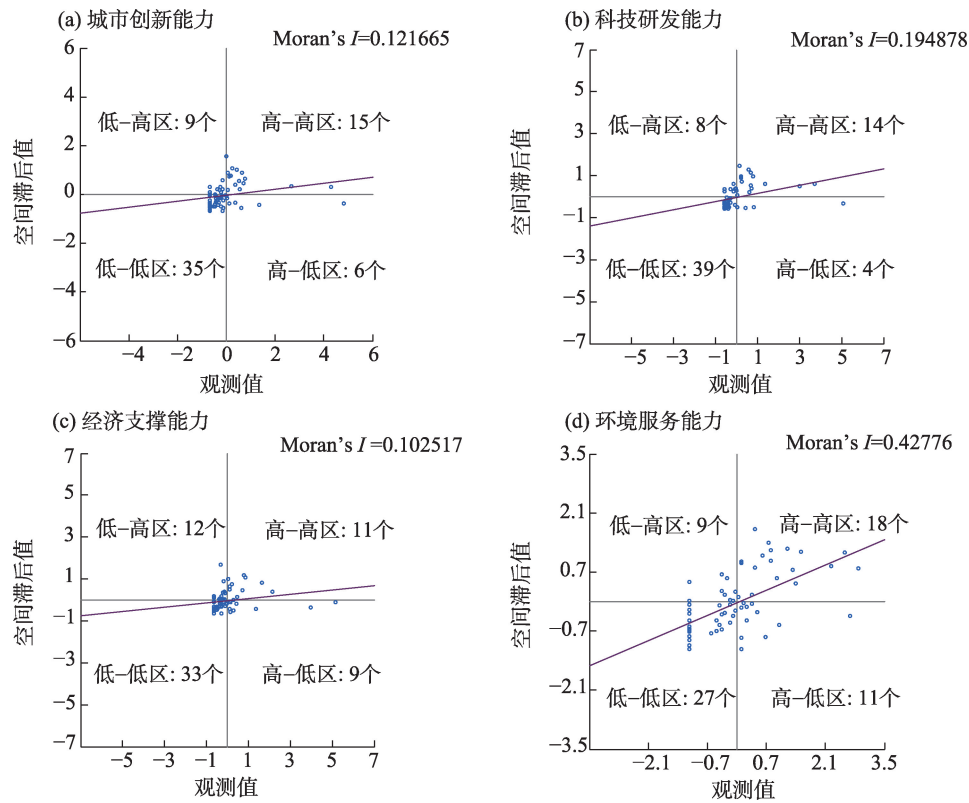 (a) 城市创新能力
Moran's I=0.121665
6
4
2
0
−2
−4
−6
空间滞后值
低−高区: 9个
高−高区: 15个
低−低区: 35个
高−低区: 6个
−4 −2 0 2 4 6
观测值
(b) 科技研发能力
Moran's I=0.194878
7
5
3
1
−1
−3
−5
−7
空间滞后值
低−高区: 8个
高−高区: 14个
低−低区: 39个
高−低区: 4个
−5 −3 −1 1 3 5 7
观测值
(c) 经济支撑能力
Moran's I =0.102517
7
5
3
1
−1
−3
−5
−7
空间滞后值
低−高区: 12个
高−高区: 11个
低−低区: 33个
高−低区: 9个
−5 −3 −1 1 3 5 7
观测值
(d) 环境服务能力
Moran's I=0.42776
3.5
2.1
0.7
−0.7
−2.1
−3.5
空间滞后值
低−高区: 9个
高−高区: 18个
低−低区: 27个
高−低区: 11个
−2.1 −0.7 0.7 2.1 3.5
观测值